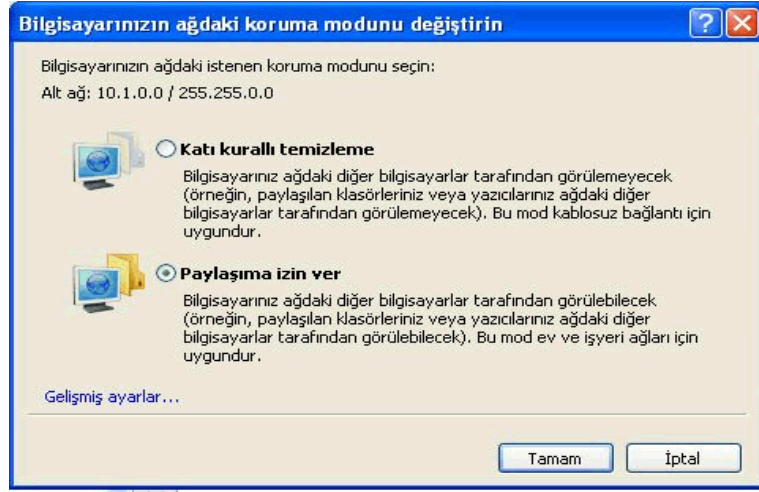 Bilgisayarınızın ağdaki koruma modunu değiştirin
Bilgisayarınızın ağdaki istenen koruma modunu seçin:
Alt ağ: 10.1.0.0 / 255.255.0.0
Katı kurallı temizleme
Bilgisayarınız ağdaki diğer bilgisayarlar tarafından görülemeyecek
(örneğin, paylaşılan klasörleriniz veya yazıcılarınız ağdaki diğer
bilgisayarlar tarafından görülemeyecek). Bu mod kablosuz bağlantı için
uygundur.
Paylaşıma izin ver
Bilgisayarınız ağdaki diğer bilgisayarlar tarafından görülebilecek
(örneğin, paylaşılan klasörleriniz veya yazıcılarınız ağdaki diğer
bilgisayarlar tarafından görülebilecek). Bu mod ev ve işyeri ağları için
uygundur.
Gelişmiş ayarlar...
Tamam İptal